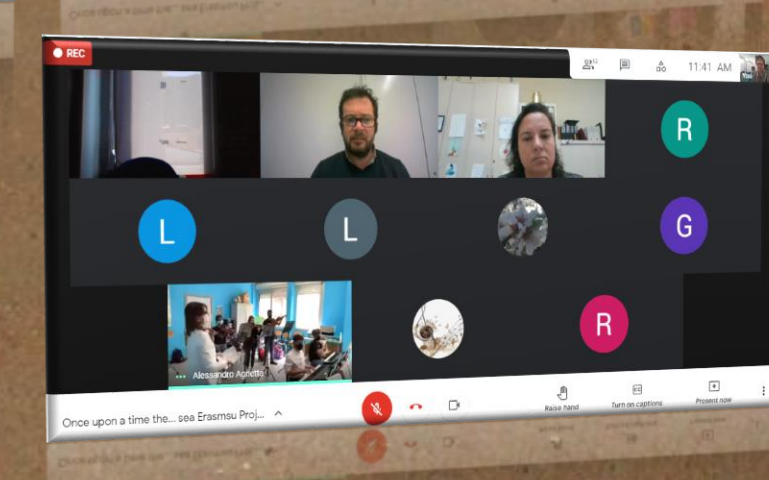 REC
11:41 AM
R
L
L
G
R
Alessandro
Once upon a time the... sea Erasmsu Proj...
Raise hand
Turn on captions
Present now